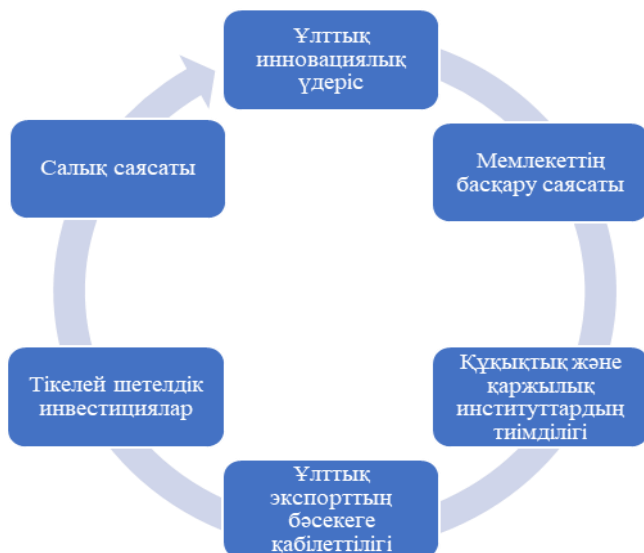 Ұлттық
инновациялық
үдеріс
Мемлекеттің
басқару саясаты
Құқықтық және
қаржылық
институттардың
тиімділігі
Ұлттық
экспорттың
бәсекеге
қабілеттілігі
Тікелей шетелдік
инвестициялар
Салық саясаты